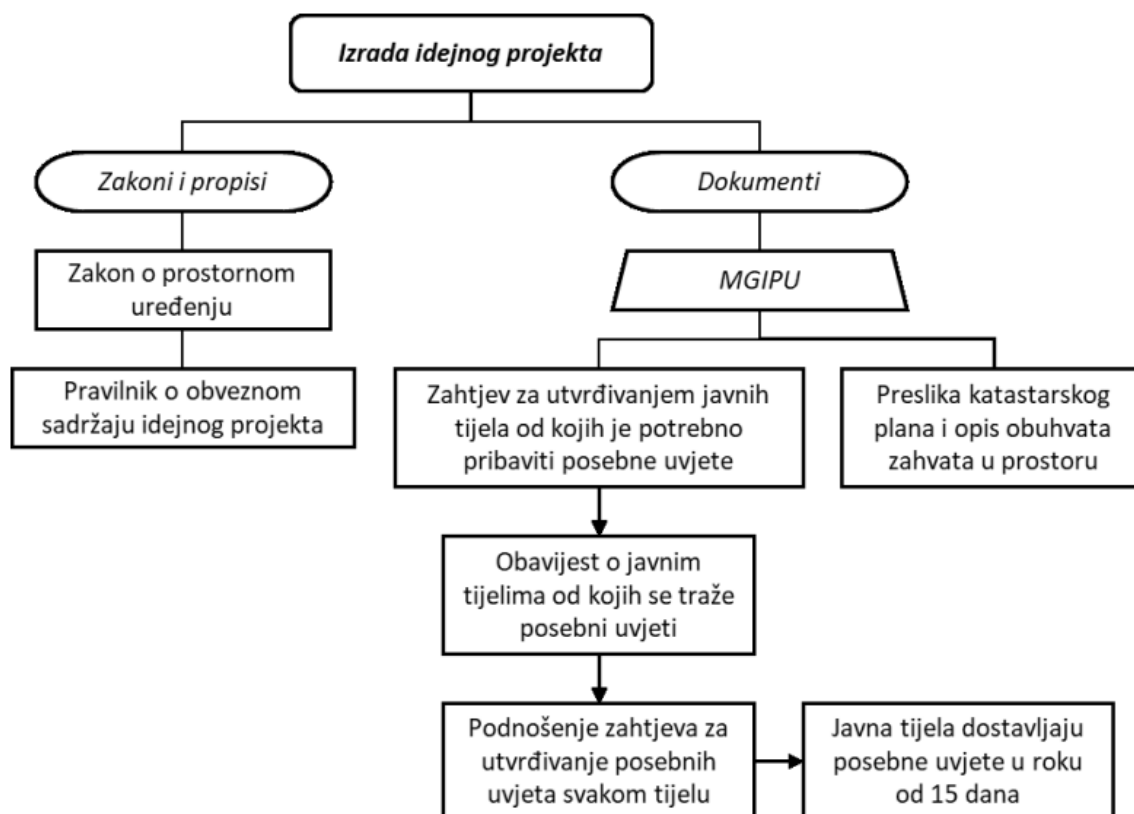 Izrada idejnog projekta
Zakoni i propisi
Dokumenti
Zakon o prostornom
uređenju
MGIPU
Pravilnik o obveznom
sadržaju idejnog projekta
Zahtjev za utvrđivanjem javnih
tijela od kojih je potrebno
pribaviti posebne uvjete
Preslika katastarskog
plana i opis obuhvata
zahvata u prostoru
Obavijest o javnim
tijelima od kojih se traže
posebni uvjeti
Podnošenje zahtjeva za
utvrđivanje posebnih
uvjeta svakom tijelu
Javna tijela dostavljaju
posebne uvjete u roku
od 15 dana